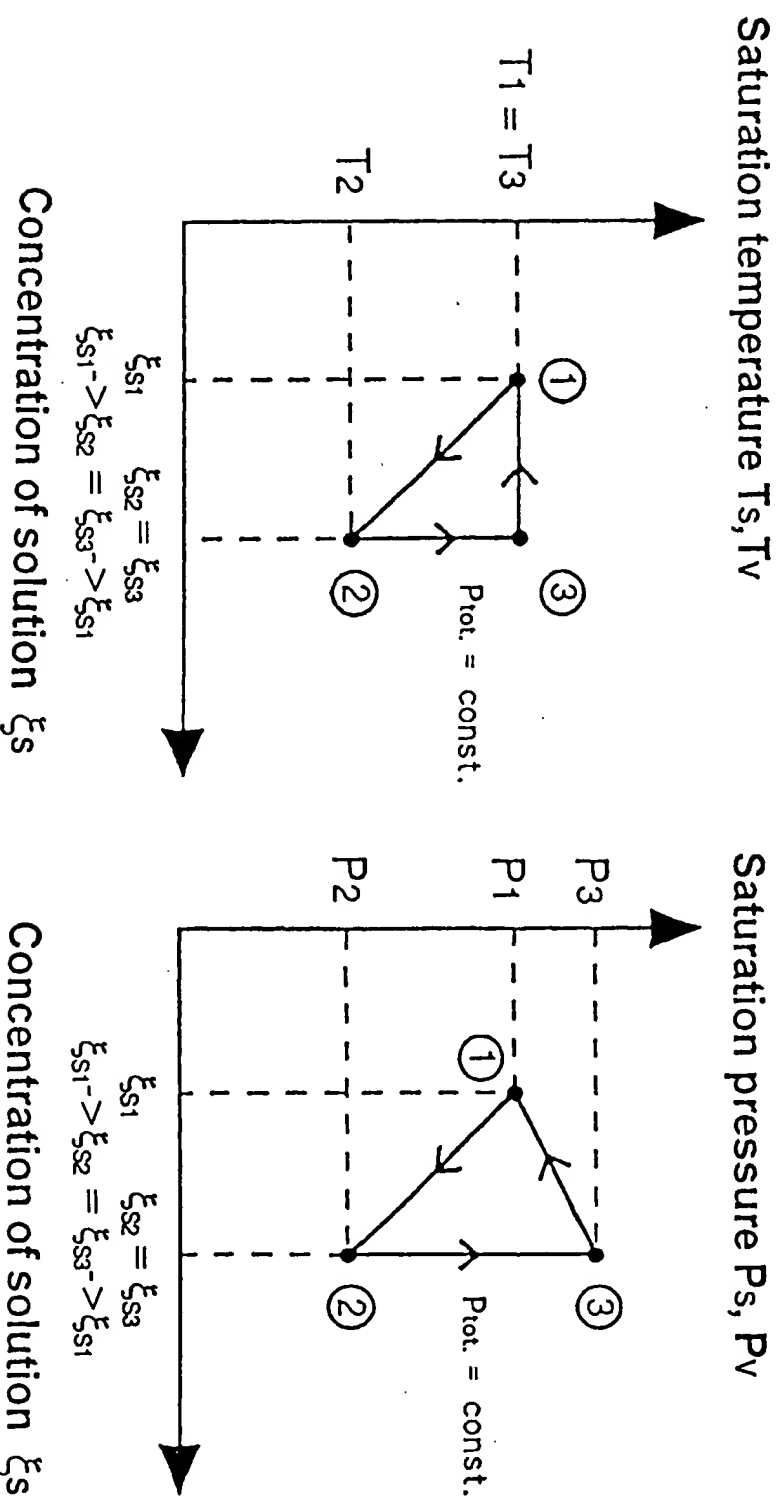 Saturation temperature Ts, Tv
T1 = T3
T2
①
②
③
Ptot. = const.
ξS1 ξS2 = ξS3
ξS1-> ξS2 = ξS3-> ξS1
Concentration of solution ξs
Saturation pressure Ps, Pv
P3
P1
P2
①
②
③
Ptot. = const.
ξS1 ξS2 = ξS3
ξS1-> ξS2 = ξS3-> ξS1
Concentration of solution ξs